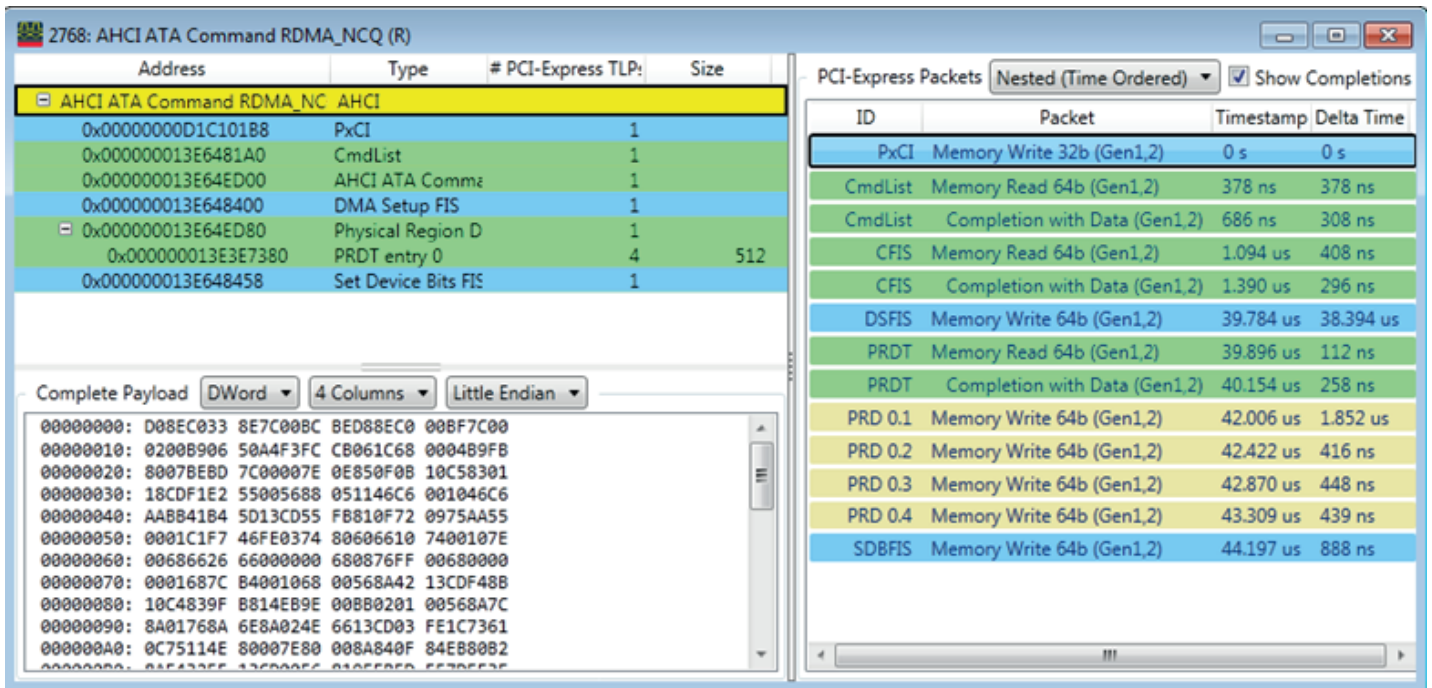 2768: AHCI ATA Command RDMA_NCQ (R)
Address Type # PCI-Express TLP: Size
AHCI ATA Command RDMA_NC AHCI
0x00000000D1C101B8 PxCI 1
0x000000013E6481A0 CmdList 1
0x000000013E64ED00 AHCI ATA Comma 1
0x000000013E648400 DMA Setup FIS 1
0x000000013E64ED80 Physical Region D 1
0x000000013E3E7380 PRDT entry 0 4 512
0x000000013E648458 Set Device Bits FIS 1
Complete Payload DWord 4 Columns Little Endian
00000000: D08EC033 8E7C00BC BED88EC0 00BF7C00
00000010: 0200B906 50A4F3FC CB061C68 0004B9FB
00000020: 8007BEBD 7C00007E 0E850F0B 10C58301
00000030: 18CDF1E2 55005688 051146C6 001046C6
00000040: AABB41B4 5D13CD55 FB810F72 0975AA55
00000050: 0001C1F7 46FE0374 80606610 7400107E
00000060: 00686626 66000000 680876FF 00680000
00000070: 0001687C B4001068 00568A42 13CDF48B
00000080: 10C4839F B814EB9E 00BB0201 00568A7C
00000090: 8A01768A 6E8A024E 6613CD03 FE1C7361
000000A0: 0C75114E 80007E80 008A840F 84EB80B2
PCI-Express Packets Nested (Time Ordered) Show Completions
ID Packet Timestamp Delta Time
PxCI Memory Write 32b (Gen1,2) 0 s 0 s
CmdList Memory Read 64b (Gen1,2) 378 ns 378 ns
CmdList Completion with Data (Gen1,2) 686 ns 308 ns
CFIS Memory Read 64b (Gen1,2) 1.094 us 408 ns
CFIS Completion with Data (Gen1,2) 1.390 us 296 ns
DSFIS Memory Write 64b (Gen1,2) 39.784 us 38.394 us
PRDT Memory Read 64b (Gen1,2) 39.896 us 112 ns
PRDT Completion with Data (Gen1,2) 40.154 us 258 ns
PRD 0.1 Memory Write 64b (Gen1,2) 42.006 us 1.852 us
PRD 0.2 Memory Write 64b (Gen1,2) 42.422 us 416 ns
PRD 0.3 Memory Write 64b (Gen1,2) 42.870 us 448 ns
PRD 0.4 Memory Write 64b (Gen1,2) 43.309 us 439 ns
SDBFIS Memory Write 64b (Gen1,2) 44.197 us 888 ns